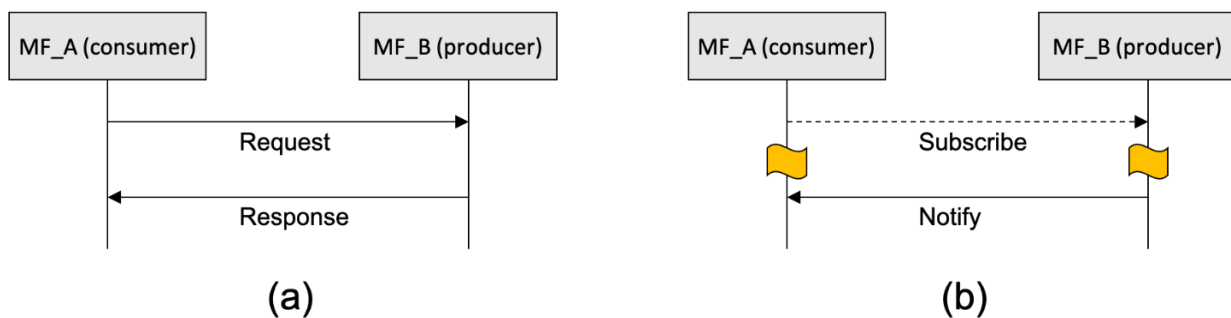 MF_A (consumer)
MF_B (producer)
Request
Response
(a)
MF_A (consumer)
MF_B (producer)
Subscribe
Notify
(b)